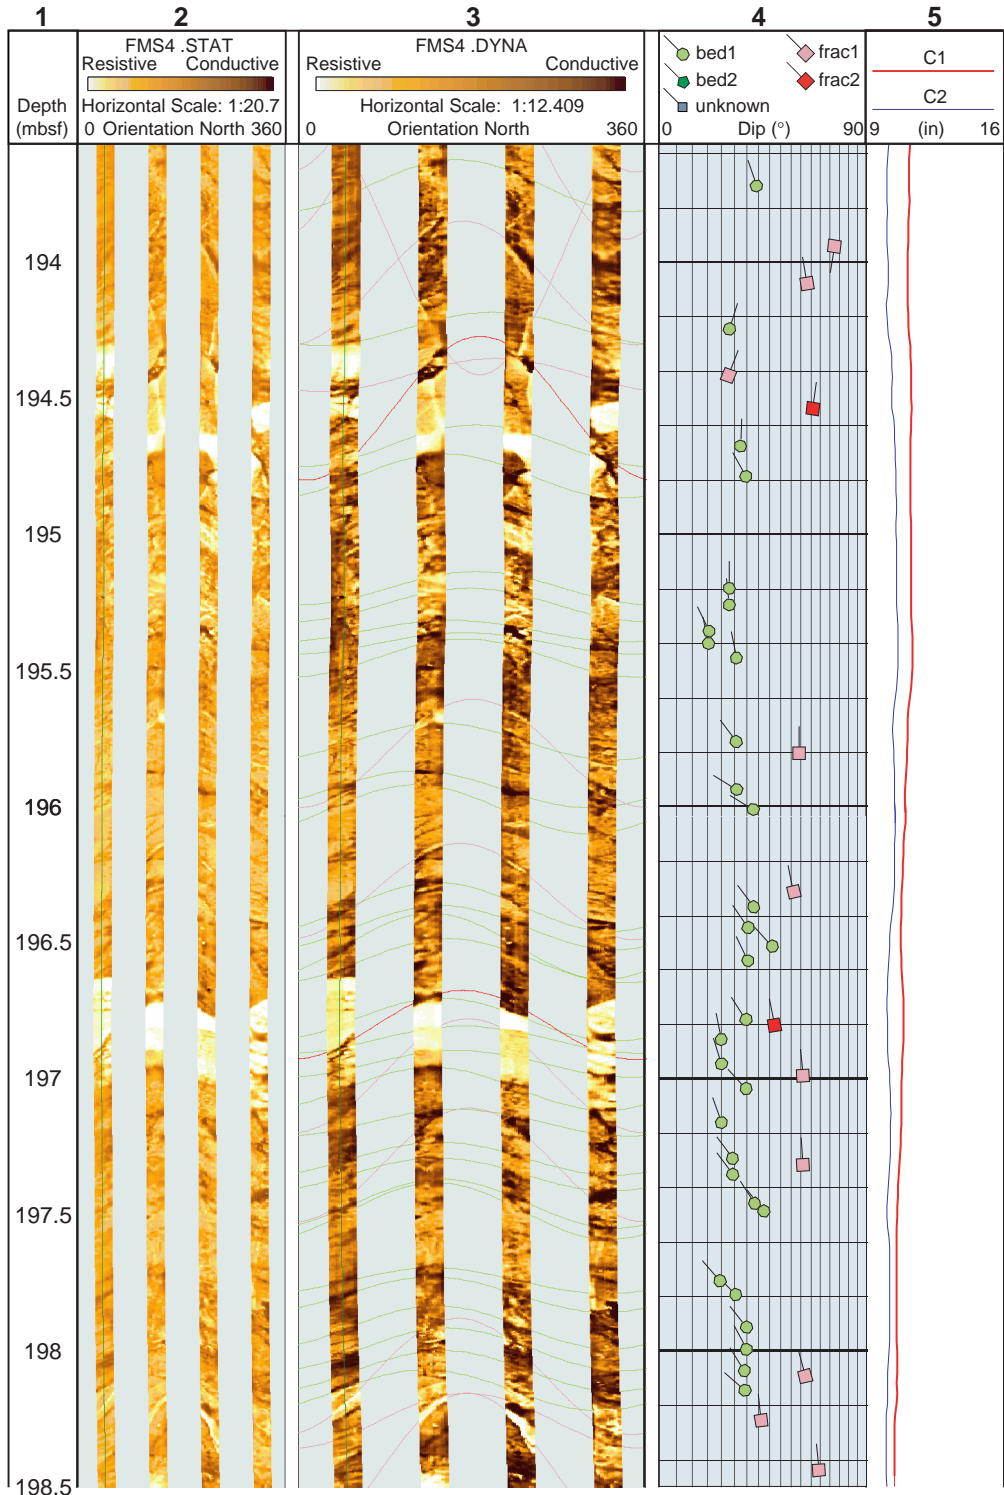 1 2 3 4 5
FMS4 .STAT
Resistive Conductive
Horizontal Scale: 1:20.7
0 Orientation North 360
FMS4 .DYNA
Resistive Conductive
Horizontal Scale: 1:12.409
0 Orientation North 360
bed1 frac1
bed2 frac2
unknown
0 Dip (°) 90
C1
C2
9 (in) 16
Depth
(mbsf)
194
194.5
195
195.5
196
196.5
197
197.5
198
198.5